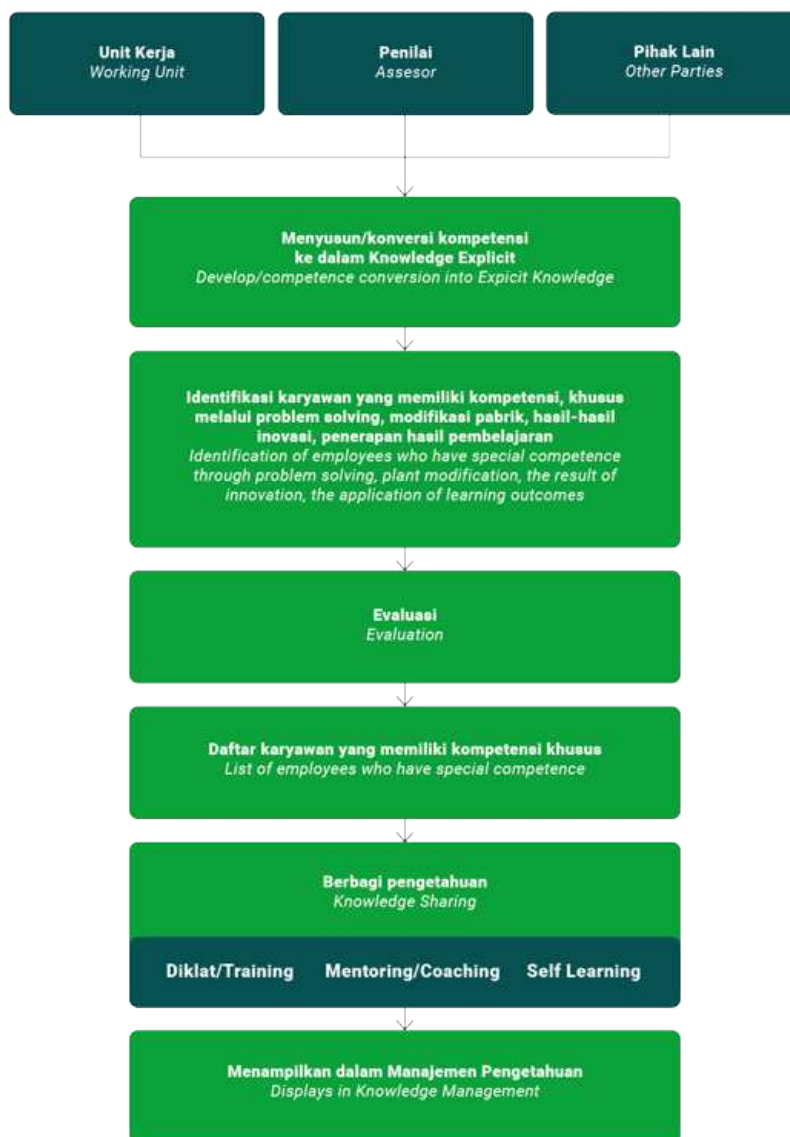 Unit Kerja
Working Unit
Penilai
Assesor
Pihak Lain
Other Parties
Menyusun/konversi kompetensi
ke dalam Knowledge Explicit
Develop/competence conversion into Expicit Knowledge
Identifikasi karyawan yang memiliki kompetensi, khusus
melalui problem solving, modifikasi pabrik, hasil-hasil
inovasi, penerapan hasil pembelajaran
Identification of employees who have special competence
through problem solving, plant modification, the result of
innovation, the application of learning outcomes
Evaluasi
Evaluation
Daftar karyawan yang memiliki kompetensi khusus
List of employees who have special competence
Berbagi pengetahuan
Knowledge Sharing
Diklat/Training Mentoring/Coaching Self Learning
Menampilkan dalam Manajemen Pengetahuan
Displays in Knowledge Management